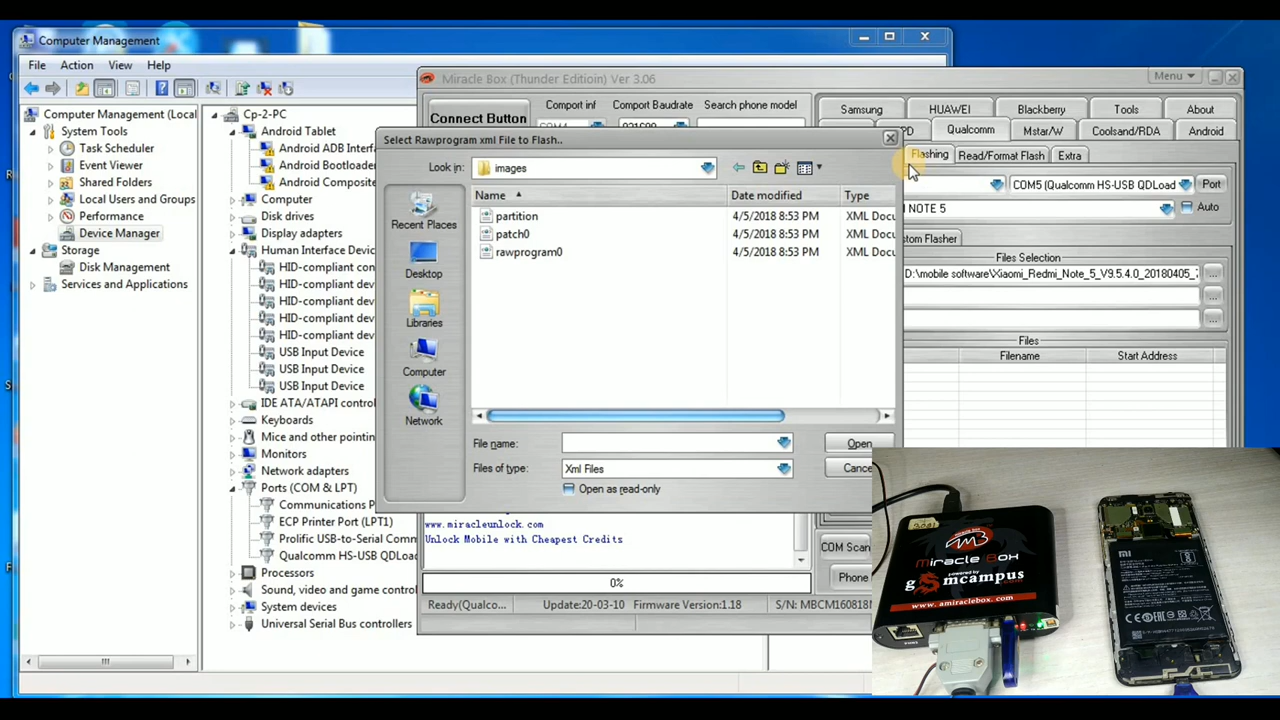 Computer Management
File Action View Help
Computer Management (Local
System Tools
Task Scheduler
Event Viewer
Shared Folders
Local Users and Groups
Performance
Device Manager
Storage
Disk Management
Services and Applications
Cp-2-PC
Android Tablet
Android ADB Interf
Android Bootloader
Android Composite
Computer
Disk drives
Display adapters
Human Interface Devic
HID-compliant con
HID-compliant dev
HID-compliant dev
HID-compliant dev
HID-compliant dev
USB Input Device
USB Input Device
USB Input Device
IDE ATA/ATAPI control
Keyboards
Mice and other pointin
Monitors
Network adapters
Ports (COM & LPT)
Communications P
ECP Printer Port (LPT1)
Prolific USB-to-Serial Comm
Qualcomm HS-USB QDLoa
Processors
Sound, video and game contro
System devices
Universal Serial Bus controllers
Miracle Box (Thunder Editioin) Ver 3.06
Menu
Connect Button
Comport inf
Comport Baudrate
Search phone model
COM4
921600
Samsung HUAWEI Blackberry Tools About
PD Qualcomm Mstar/W Coolsand/RDA Android
Flashing Read/Format Flash Extra
COM5 (Qualcomm HS-USB QDLoad
Port
I NOTE 5
Auto
tom Flasher
Files Selection
D:\mobile software\Xiaomi_Redmi_Note_5_V9.5.4.0_20180405_
...
...
...
Files
Filename Start Address
Select Rawprogram xml File to Flash..
Look in: images
Name Date modified Type
partition 4/5/2018 8:53 PM XML Docu
patch0 4/5/2018 8:53 PM XML Docu
rawprogram0 4/5/2018 8:53 PM XML Docu
Recent Places
Desktop
Libraries
Computer
Network
File name:
Open
Files of type: Xml Files
Cance
Open as read-only
www.miracleunlock.com
Unlock Mobile with Cheapest Credits
COM Scan
Phone
0%
Ready(Qualco... Update:20-03-10 Firmware Version:1.18 S/N: MBCM160818
miracle Box
powered by
gsmcampus
www.amiraclebox.com
mi